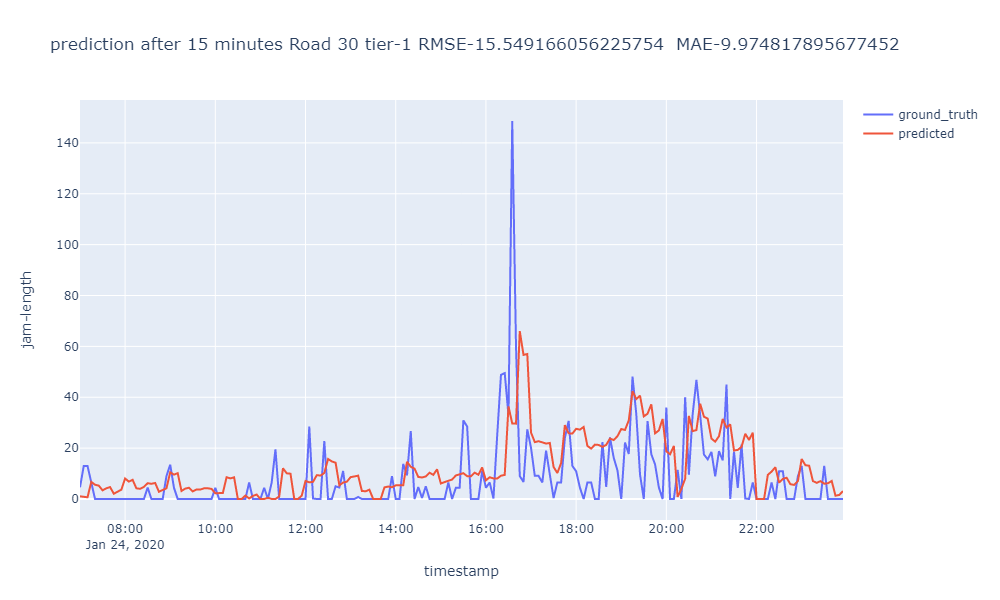 prediction after 15 minutes Road 30 tier-1 RMSE-15.549166056225754  MAE-9.974817895677452
ground_truth
predicted
140
120
100
80
60
40
20
0
jam-length
08:00 10:00 12:00 14:00 16:00 18:00 20:00 22:00
Jan 24, 2020
timestamp